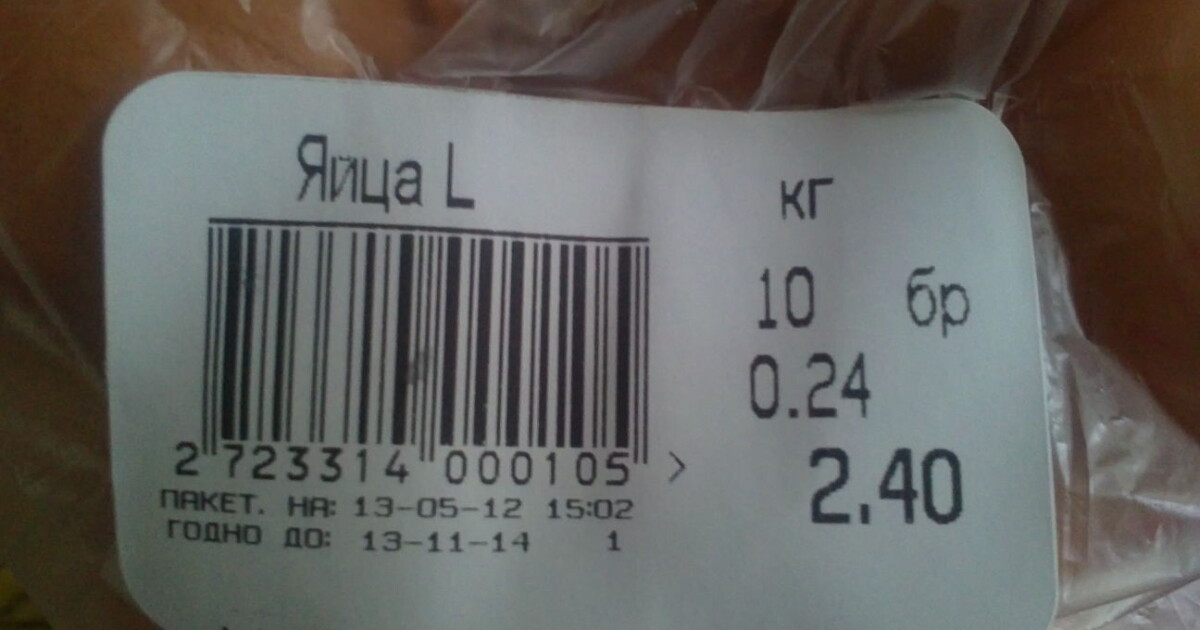 Яйца L
кг
10 бр
0.24
2.40
2 723314 000105 >
ПАКЕТ. НА: 13-05-12 15:02
ГОДНО ДО: 13-11-14 1